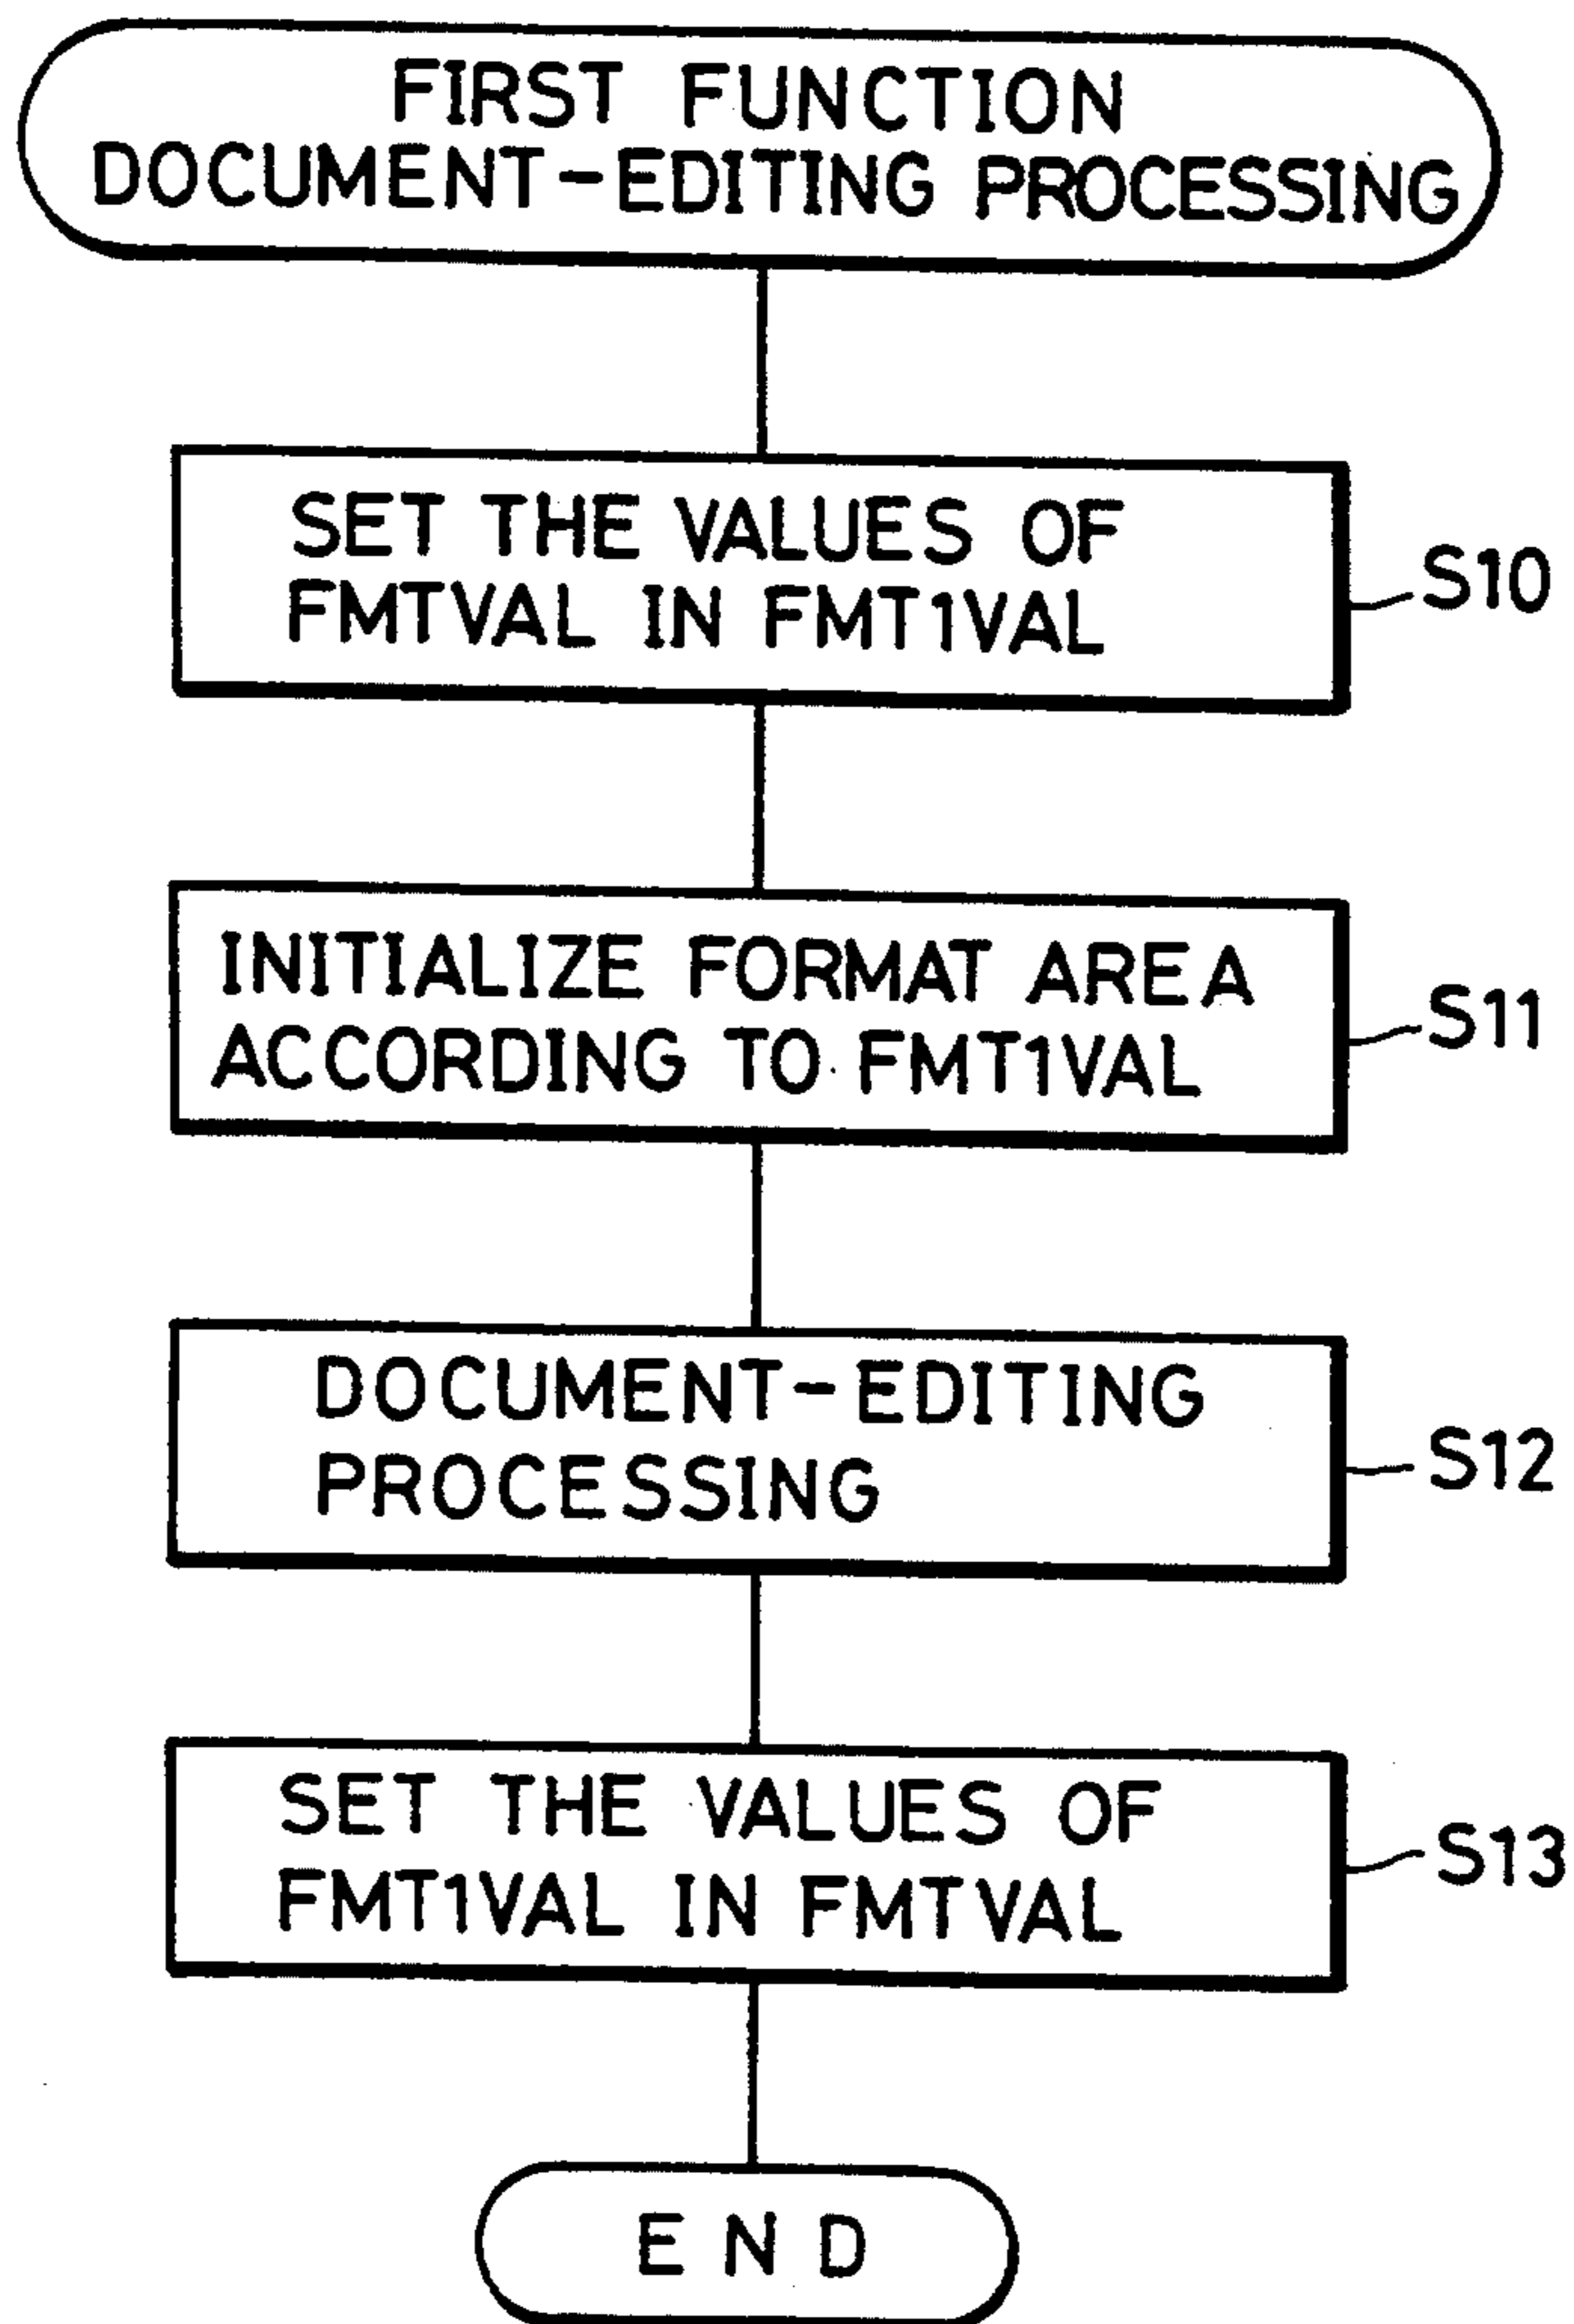 FIRST FUNCTION
DOCUMENT-EDITING PROCESSING
SET THE VALUES OF
FMTVAL IN FMT1VAL
S10
INITIALIZE FORMAT AREA
ACCORDING TO FMT1VAL
S11
DOCUMENT-EDITING
PROCESSING
S12
SET THE VALUES OF
FMT1VAL IN FMTVAL
S13
END